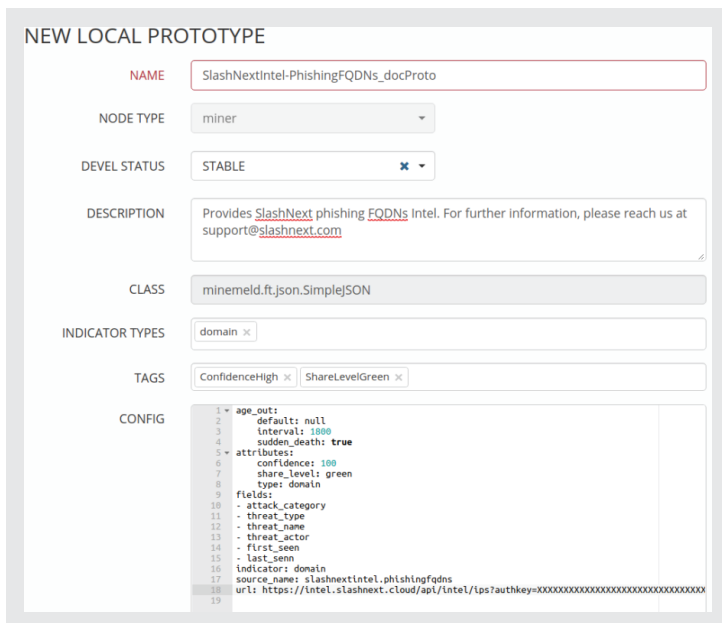 NEW LOCAL PROTOTYPE
NAME SlashNextIntel-PhishingFQDNs_docProto
NODE TYPE miner
DEVEL STATUS STABLE
DESCRIPTION Provides SlashNext phishing FQDNs Intel. For further information, please reach us at
support@slashnext.com
CLASS minemeld.ft.json.SimpleJSON
INDICATOR TYPES domain ×
TAGS ConfidenceHigh × ShareLevelGreen ×
CONFIG
1 age_out:
2 default: null
3 interval: 1800
4 sudden_death: true
5 attributes:
6 confidence: 100
7 share_level: green
8 type: domain
9 fields:
10 - attack_category
11 - threat_type
12 - threat_name
13 - threat_actor
14 - first_seen
15 - last_senn
16 indicator: domain
17 source_name: slashnextintel.phishingfqdns
18 url: https://intel.slashnext.cloud/api/intel/ips?authkey=XXXXXXXXXXXXXXXXXXXXXXXXXXXXXXXX
19